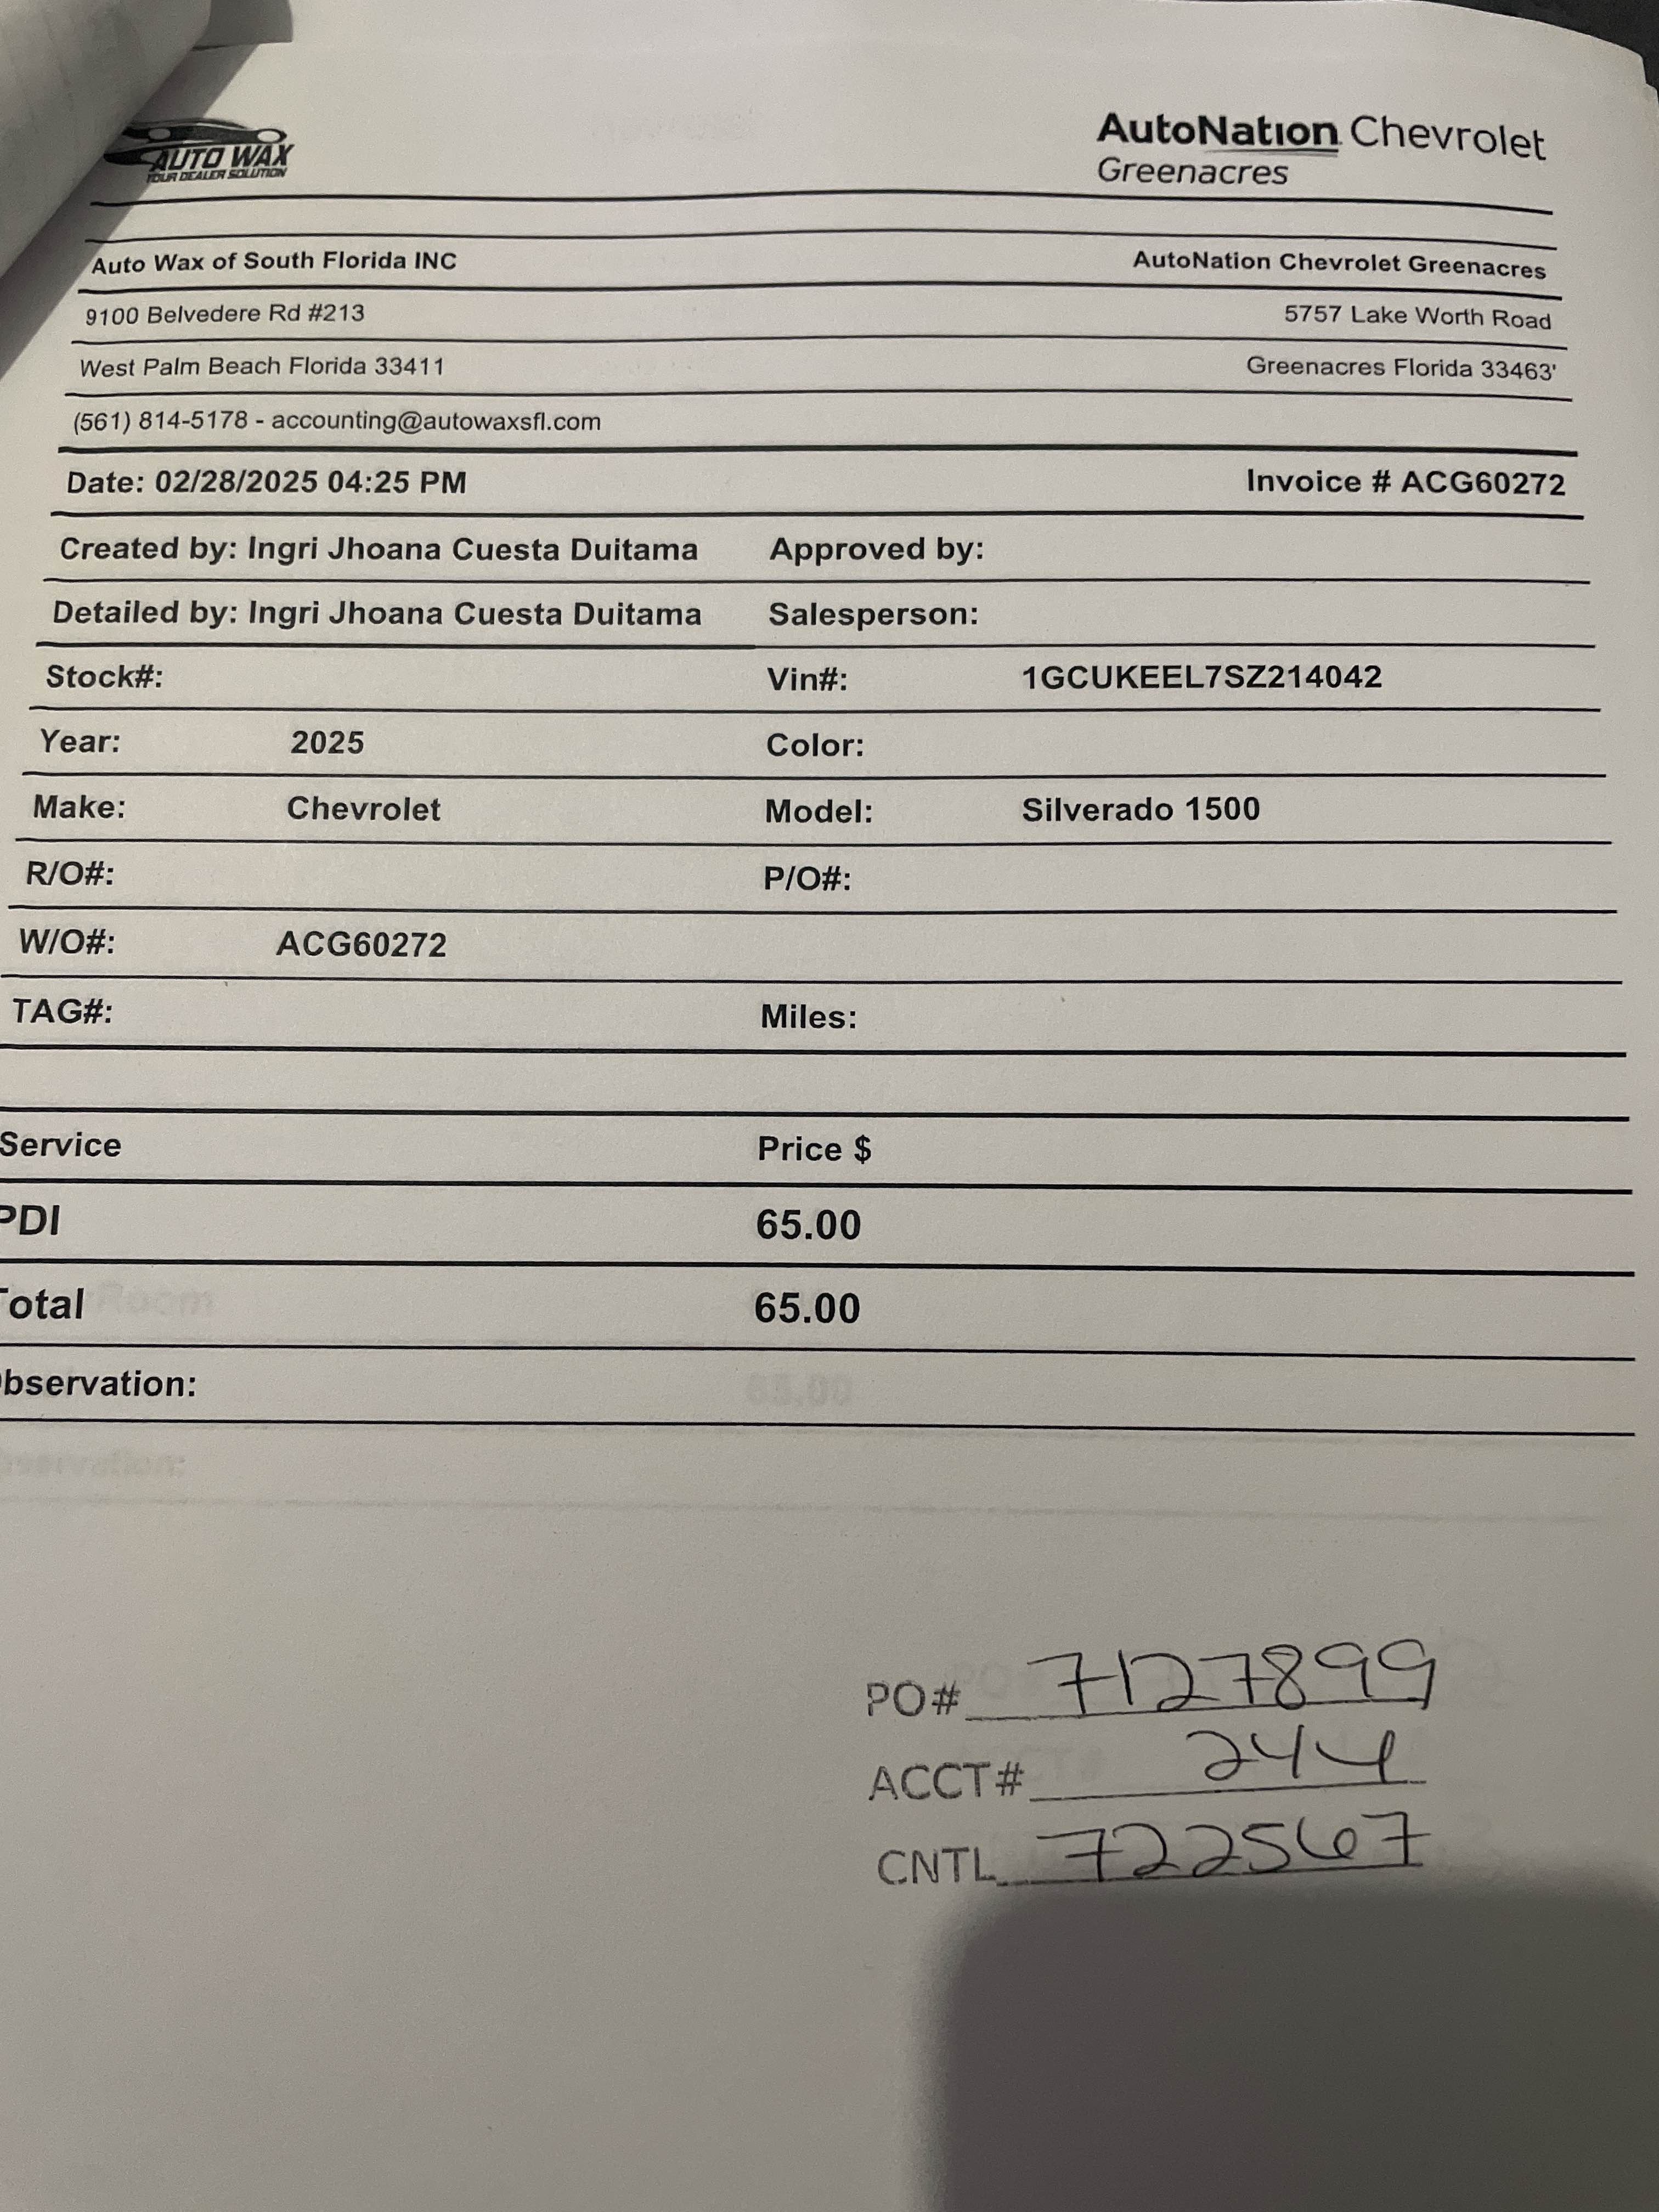 AUTO WAX
YOUR DEALER SOLUTION
AutoNation Chevrolet
Greenacres
Auto Wax of South Florida INC AutoNation Chevrolet Greenacres
9100 Belvedere Rd #213 5757 Lake Worth Road
West Palm Beach Florida 33411 Greenacres Florida 33463'
(561) 814-5178 - accounting@autowaxsfl.com
Date: 02/28/2025 04:25 PM Invoice # ACG60272
Created by: Ingri Jhoana Cuesta Duitama Approved by:
Detailed by: Ingri Jhoana Cuesta Duitama Salesperson:
Stock#: Vin#: 1GCUKEEL7SZ214042
Year: 2025 Color:
Make: Chevrolet Model: Silverado 1500
R/O#: P/O#:
W/O#: ACG60272
TAG#: Miles:
Service Price $
PDI 65.00
Total 65.00
bservation:
PO# 7127899
ACCT# 244
CNTL 722567